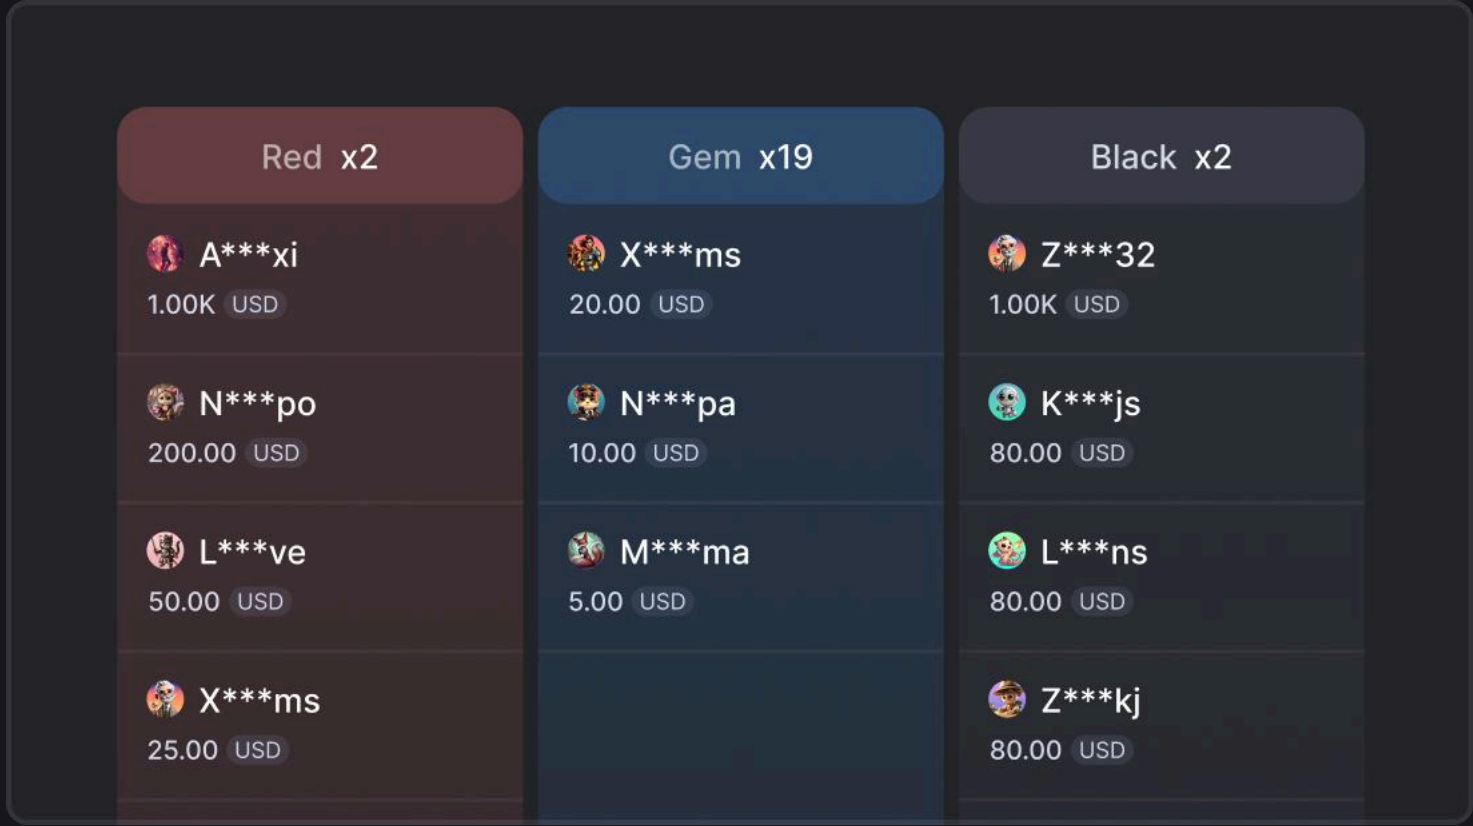 Red x2
A***xi
1.00K USD
N***po
200.00 USD
L***ve
50.00 USD
X***ms
25.00 USD
Gem x19
X***ms
20.00 USD
N***pa
10.00 USD
M***ma
5.00 USD
Black x2
Z***32
1.00K USD
K***js
80.00 USD
L***ns
80.00 USD
Z***kj
80.00 USD